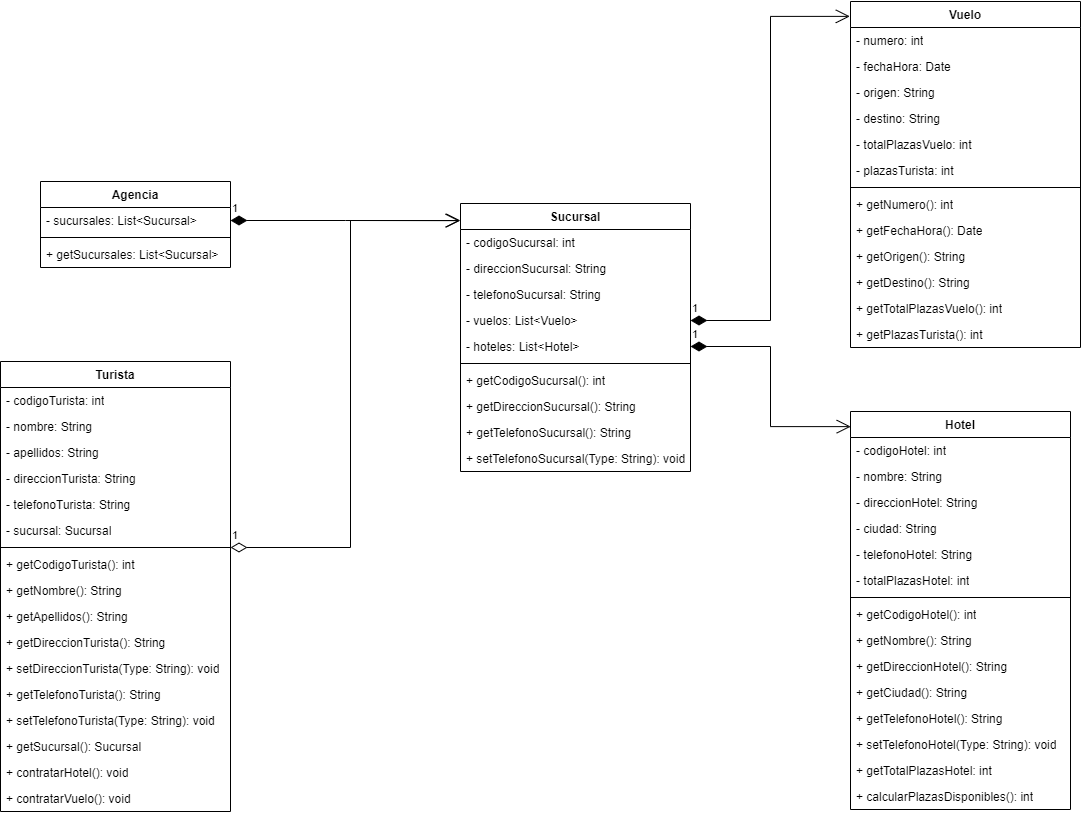 Agencia
- sucursales: List<Sucursal>
+ getSucursales: List<Sucursal>
1
Turista
- codigoTurista: int
- nombre: String
- apellidos: String
- direccionTurista: String
- telefonoTurista: String
- sucursal: Sucursal
1
+ getCodigoTurista(): int
+ getNombre(): String
+ getApellidos(): String
+ getDireccionTurista(): String
+ setDireccionTurista(Type: String): void
+ getTelefonoTurista(): String
+ setTelefonoTurista(Type: String): void
+ getSucursal(): Sucursal
+ contratarHotel(): void
+ contratarVuelo(): void
Sucursal
- codigoSucursal: int
- direccionSucursal: String
- telefonoSucursal: String
- vuelos: List<Vuelo>
- hoteles: List<Hotel>
1
1
+ getCodigoSucursal(): int
+ getDireccionSucursal(): String
+ getTelefonoSucursal(): String
+ setTelefonoSucursal(Type: String): void
Vuelo
- numero: int
- fechaHora: Date
- origen: String
- destino: String
- totalPlazasVuelo: int
- plazasTurista: int
+ getNumero(): int
+ getFechaHora(): Date
+ getOrigen(): String
+ getDestino(): String
+ getTotalPlazasVuelo(): int
+ getPlazasTurista(): int
Hotel
- codigoHotel: int
- nombre: String
- direccionHotel: String
- ciudad: String
- telefonoHotel: String
- totalPlazasHotel: int
+ getCodigoHotel(): int
+ getNombre(): String
+ getDireccionHotel(): String
+ getCiudad(): String
+ getTelefonoHotel(): String
+ setTelefonoHotel(Type: String): void
+ getTotalPlazasHotel: int
+ calcularPlazasDisponibles(): int